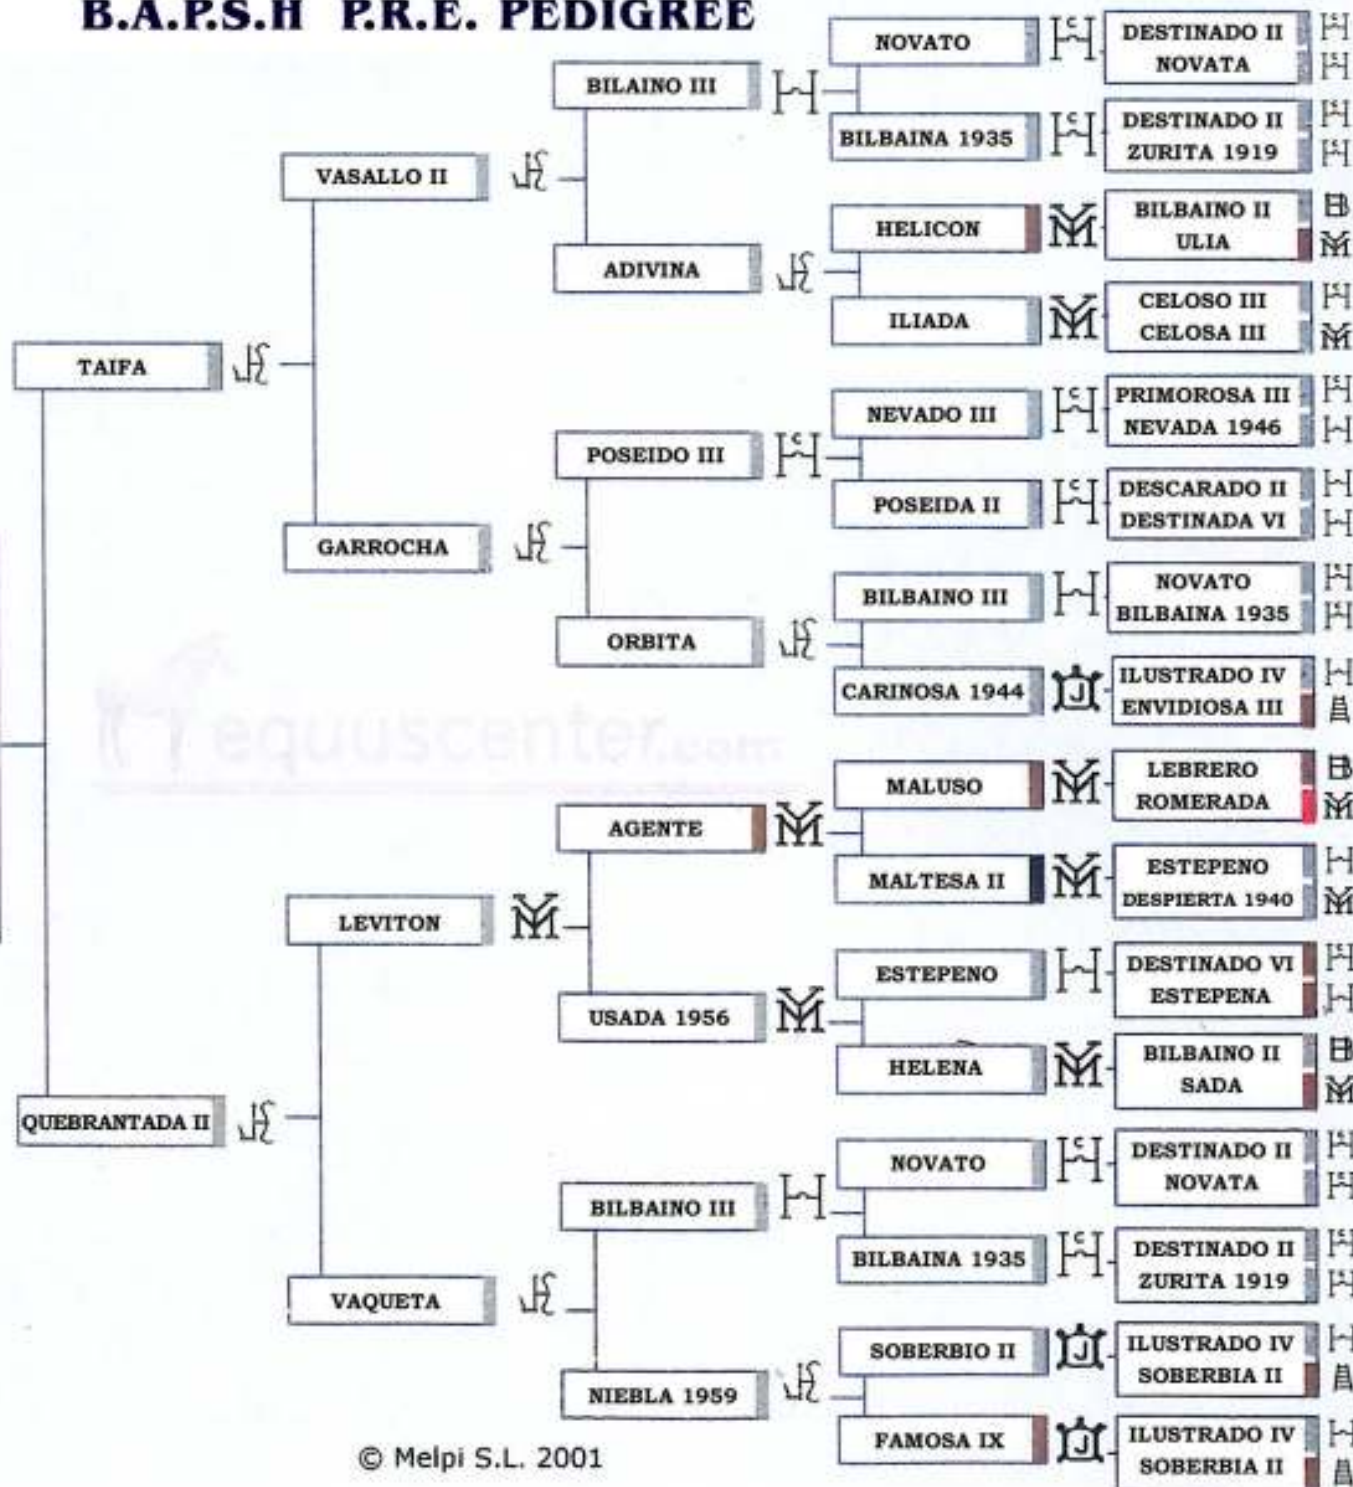 B.A.P.S.H P.R.E. PEDIGREE
TAIFA
QUEBRANTADA II
VASALLO II
GARROCHA
LEVITON
VAQUETA
BILAINO III
ADIVINA
POSEIDO III
ORBITA
AGENTE
USADA 1956
BILBAINO III
NIEBLA 1959
NOVATO
BILBAINA 1935
HELICON
ILIADA
NEVADO III
POSEIDA II
BILBAINO III
CARINOSA 1944
MALUSO
MALTESA II
ESTEPENO
HELENA
NOVATO
BILBAINA 1935
SOBERBIO II
FAMOSA IX
DESTINADO II
NOVATA
DESTINADO II
ZURITA 1919
BILBAINO II
ULIA
CELOSO III
CELOSA III
PRIMOROSA III
NEVADA 1946
DESCARADO II
DESTINADA VI
NOVATO
BILBAINA 1935
ILUSTRADO IV
ENVIDIOSA III
LEBRERO
ROMERADA
ESTEPENO
DESPIERTA 1940
DESTINADO VI
ESTEPENA
BILBAINO II
SADA
DESTINADO II
NOVATA
DESTINADO II
ZURITA 1919
ILUSTRADO IV
SOBERBIA II
ILUSTRADO IV
SOBERBIA II
equuscenter.com
© Melpi S.L. 2001